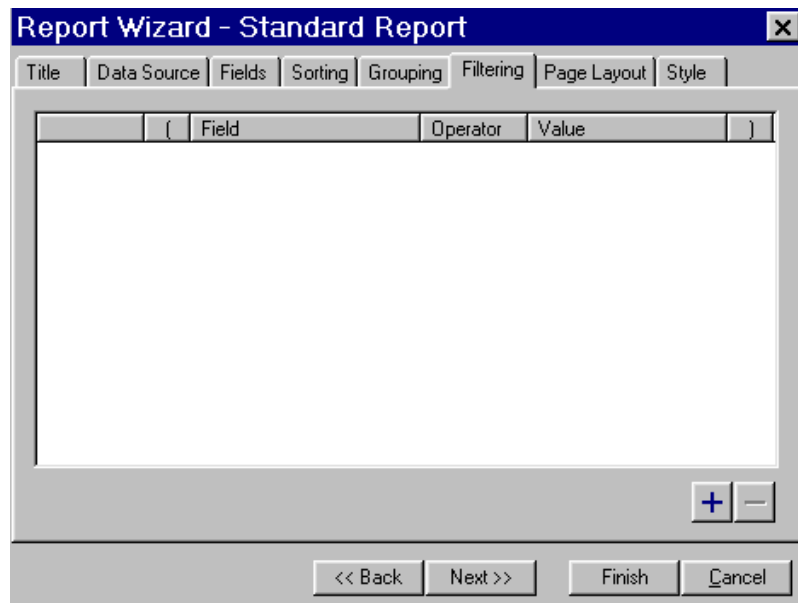 Report Wizard - Standard Report
Title Data Source Fields Sorting Grouping Filtering Page Layout Style
( Field Operator Value )
<< Back Next >> Finish Cancel